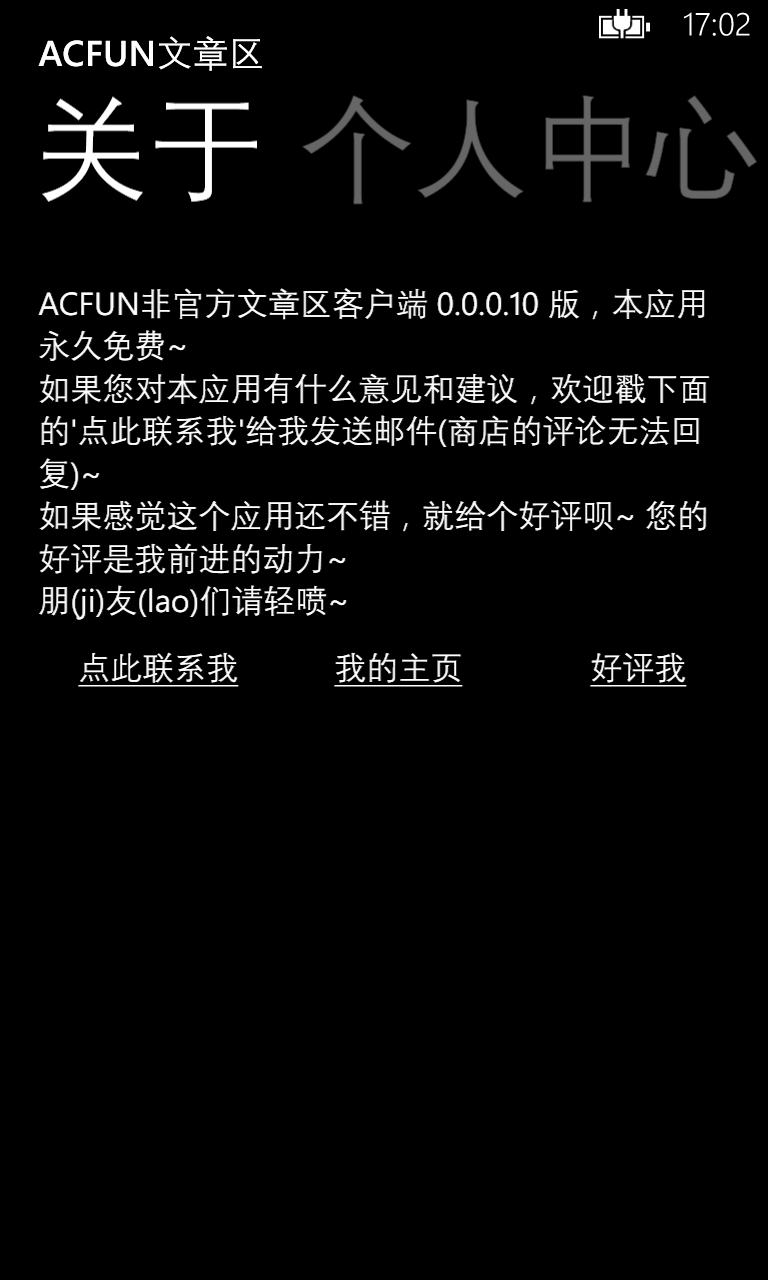 17:02
ACFUN文章区
关于 个人中心
ACFUN非官方文章区客户端 0.0.0.10 版，本应用
永久免费~
如果您对本应用有什么意见和建议，欢迎戳下面
的'点此联系我'给我发送邮件(商店的评论无法回
复)~
如果感觉这个应用还不错，就给个好评呗~ 您的
好评是我前进的动力~
朋(ji)友(lao)们请轻喷~
点此联系我 我的主页 好评我